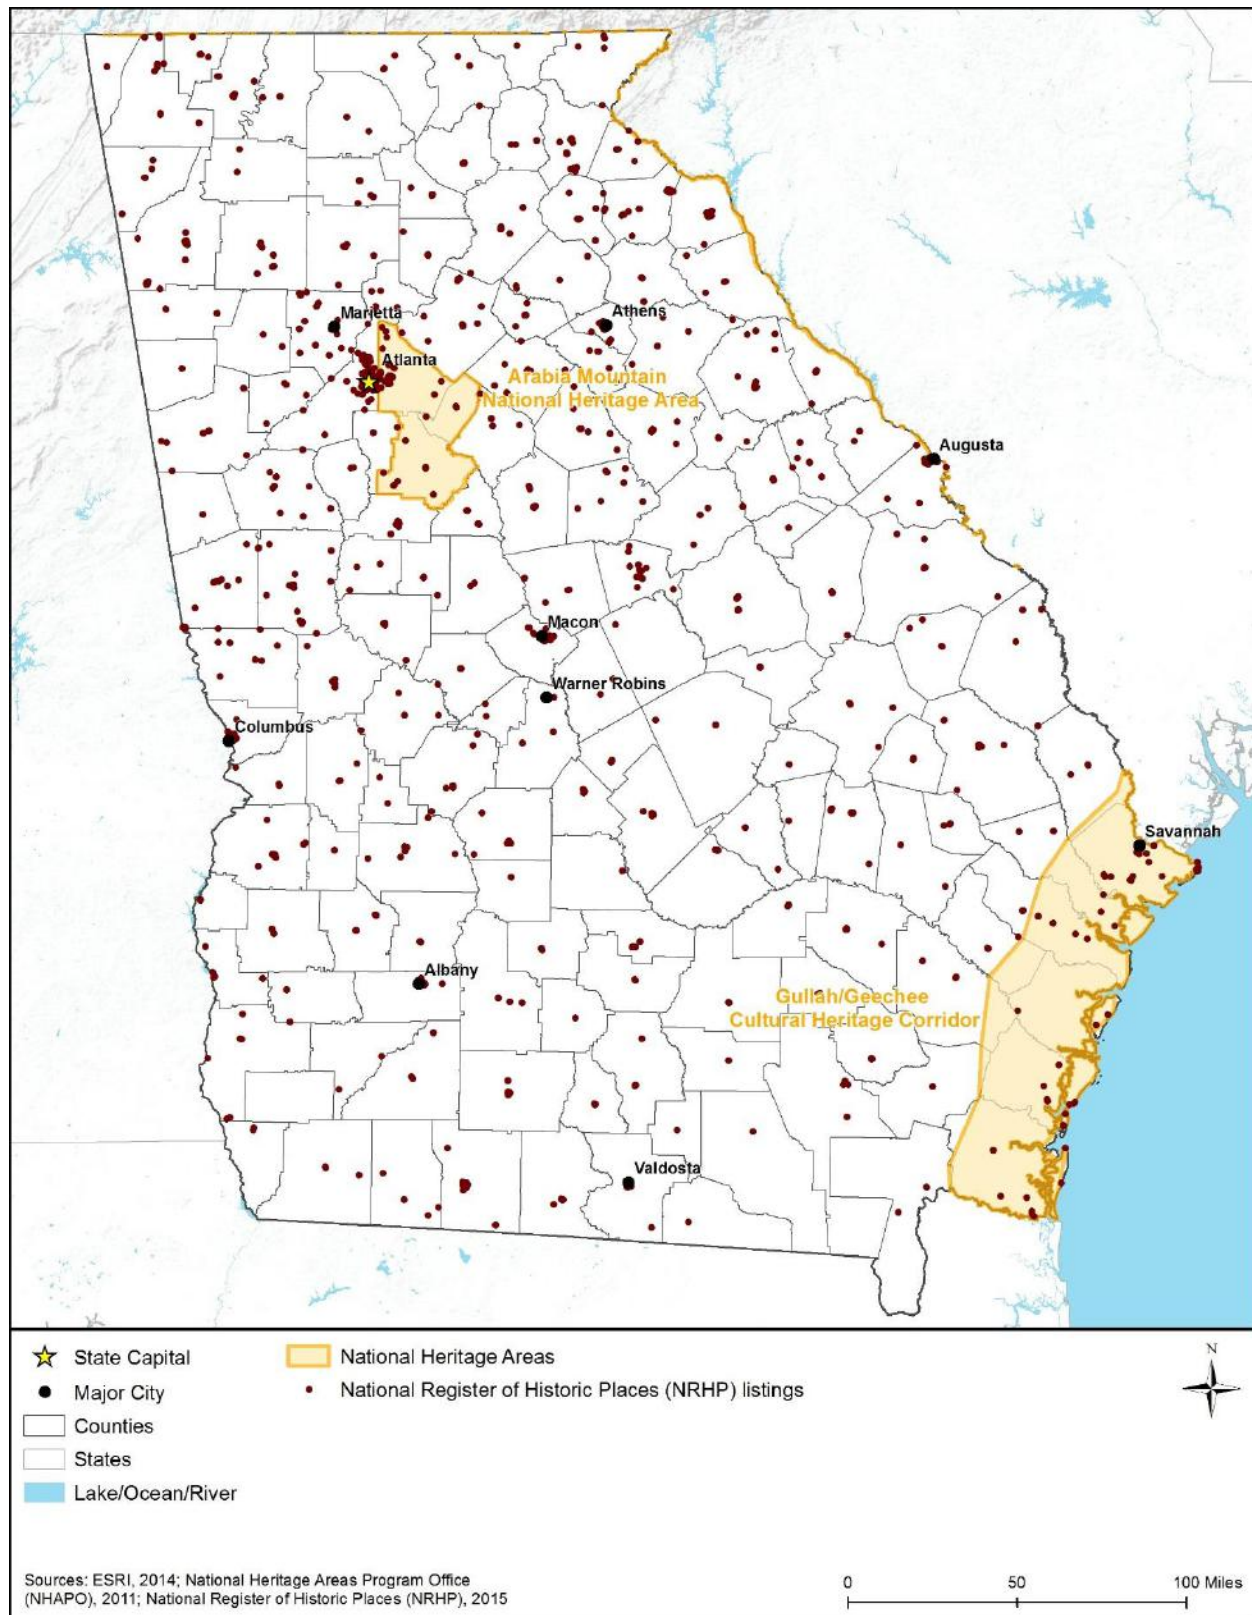 Marietta
Atlanta
Athens
Arabia Mountain
National Heritage Area
Augusta
Macon
Warner Robins
Columbus
Savannah
Albany
Gullah/Geechee
Cultural Heritage Corridor
Valdosta
State Capital
Major City
Counties
States
Lake/Ocean/River
National Heritage Areas
National Register of Historic Places (NRHP) listings
N
Sources: ESRI, 2014; National Heritage Areas Program Office
(NHAPO), 2011; National Register of Historic Places (NRHP), 2015
0 50 100 Miles